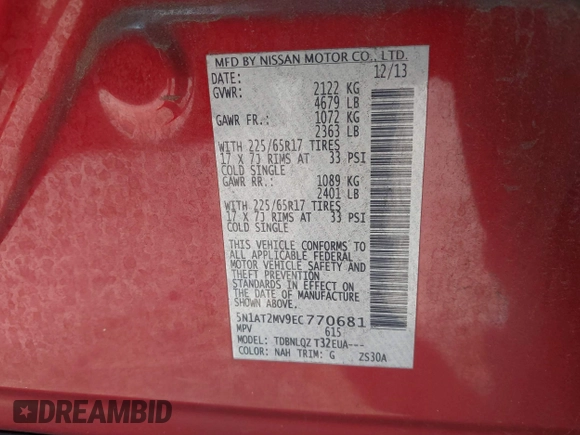 MFD BY NISSAN MOTOR CO., LTD.
DATE: 12/13
GVWR: 2122 KG
4679 LB
GAWR FR.: 1072 KG
2363 LB
WITH 225/65R17 TIRES
17 X 7J RIMS AT 33 PSI
COLD SINGLE
GAWR RR.: 1089 KG
2401 LB
WITH 225/65R17 TIRES
17 X 7J RIMS AT 33 PSI
COLD SINGLE
THIS VEHICLE CONFORMS TO
ALL APPLICABLE FEDERAL
MOTOR VEHICLE SAFETY AND
THEFT PREVENTION
STANDARDS IN EFFECT ON
THE DATE OF MANUFACTURE
SHOWN ABOVE.
5N1AT2MV9EC770681
MPV 615
MODEL: TDBNLQZ T32EUA---
COLOR: NAH TRIM: G ZS30A
DREAMBID